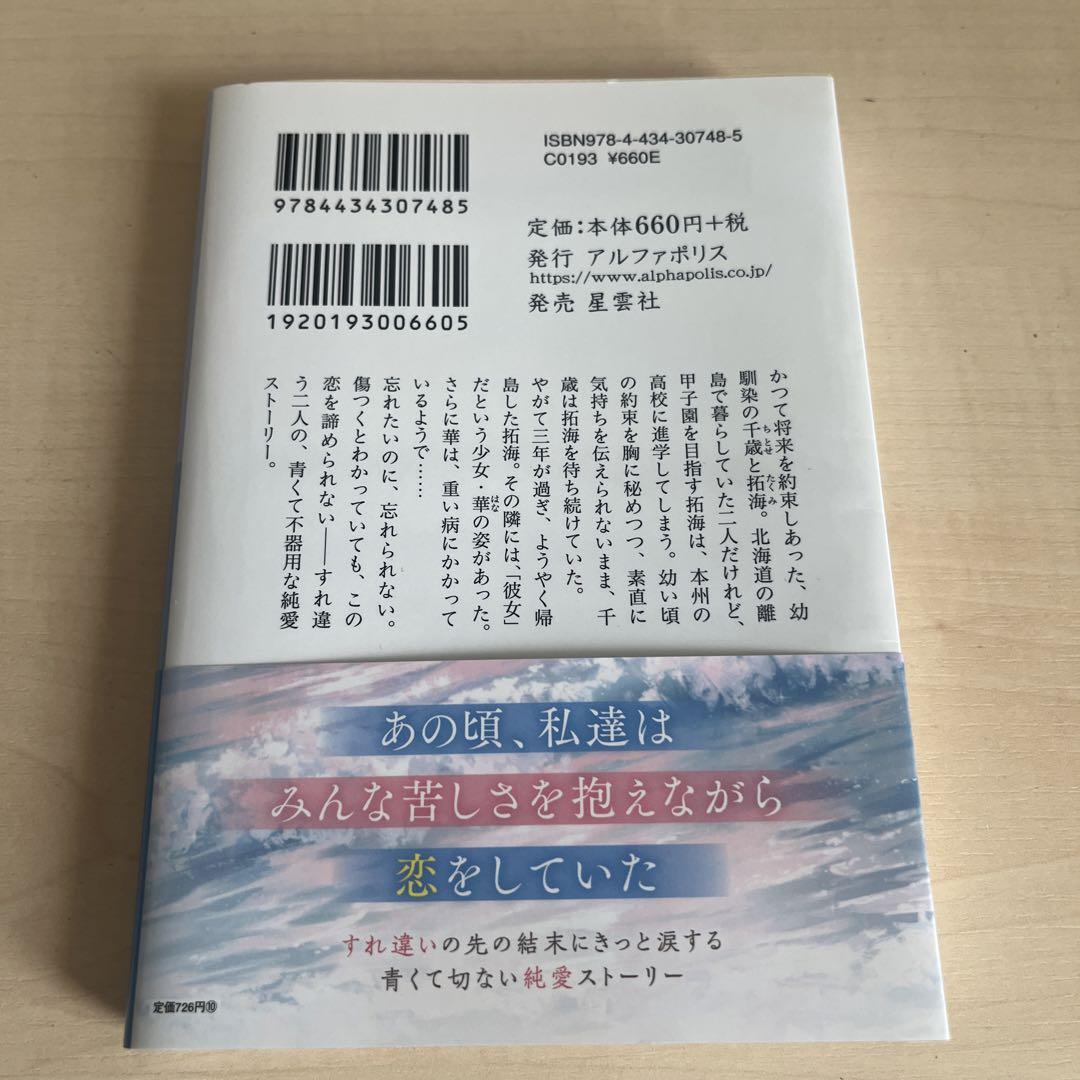 ISBN978-4-434-30748-5
C0193 ¥660E
9784434307485
1920193006605
定価:本体660円+税
発行 アルファポリス
https://www.alphapolis.co.jp/
発売 星雲社
かつて将来を約束しあった、幼
馴染の千歳と拓海。北海道の離
ちとせ たくみ
島で暮らしていた二人だけれど、
甲子園を目指す拓海は、本州の
高校に進学してしまう。幼い頃
の約束を胸に秘めつつ、素直に
気持ちを伝えられないまま、千
歳は拓海を待ち続けていた。
やがて三年が過ぎ、ようやく帰
島した拓海。その隣には、「彼女」
だという少女・華の姿があった。
はな
さらに華は、重い病にかかって
いるようで……
忘れたいのに、忘れられない。
傷つくとわかっていても、この
恋を諦められない――すれ違
う二人の、青くて不器用な純愛
ストーリー。
あの頃、私達は
みんな苦しさを抱えながら
恋をしていた
すれ違いの先の結末にきっと涙する
青くて切ない純愛ストーリー
定価726円⑩